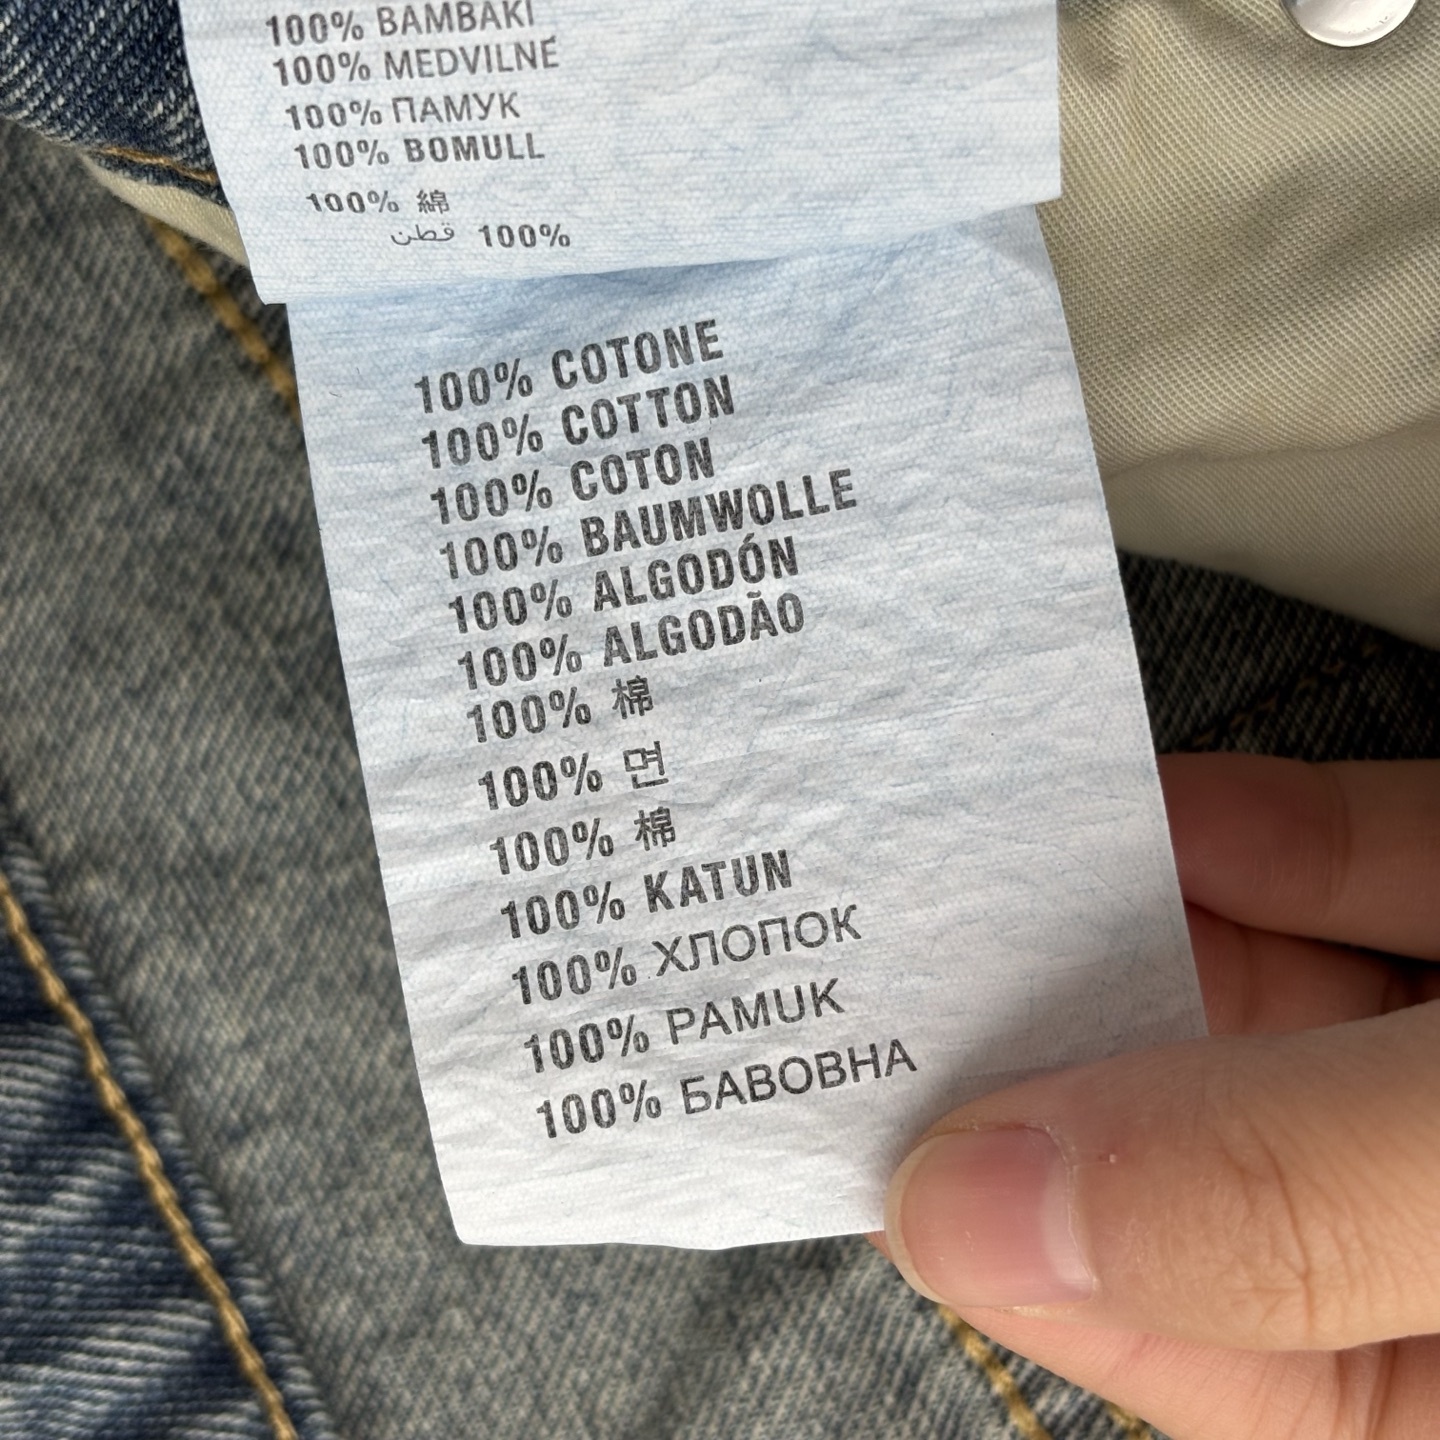 100% BAMBAKI
100% MEDVILNĖ
100% ПАМУК
100% BOMULL
100% 綿
قطن 100%
100% COTONE
100% COTTON
100% COTON
100% BAUMWOLLE
100% ALGODÓN
100% ALGODÃO
100% 棉
100% 면
100% 棉
100% KATUN
100% ХЛОПОК
100% PAMUK
100% БАВОВНА